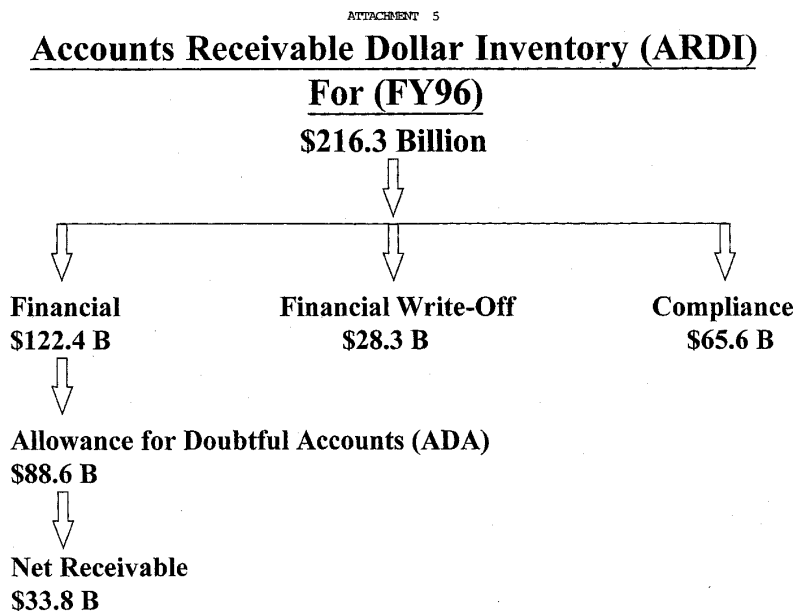 ATTACHMENT 5
Accounts Receivable Dollar Inventory (ARDI)
For (FY96)
$216.3 Billion
Financial
$122.4 B
Financial Write-Off
$28.3 B
Compliance
$65.6 B
Allowance for Doubtful Accounts (ADA)
$88.6 B
Net Receivable
$33.8 B